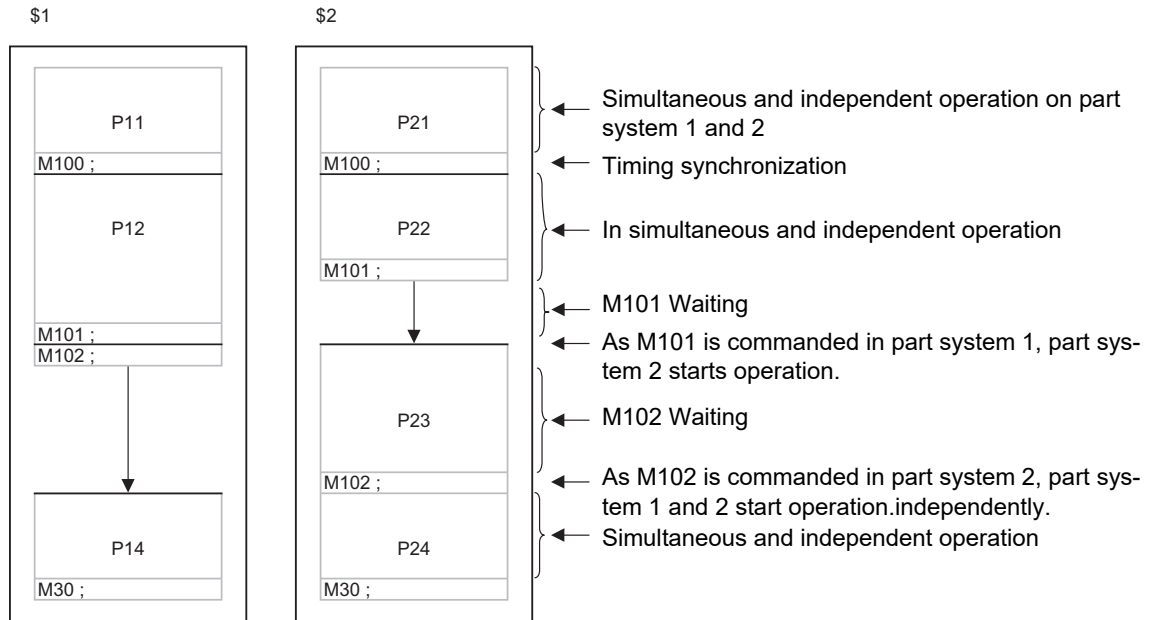 $1
$2
P11
M100 ;
P12
M101 ;
M102 ;
P14
M30 ;
P21
M100 ;
P22
M101 ;
P23
M102 ;
P24
M30 ;
Simultaneous and independent operation on part
system 1 and 2
Timing synchronization
In simultaneous and independent operation
M101 Waiting
As M101 is commanded in part system 1, part sys-
tem 2 starts operation.
M102 Waiting
As M102 is commanded in part system 2, part sys-
tem 1 and 2 start operation.independently.
Simultaneous and independent operation